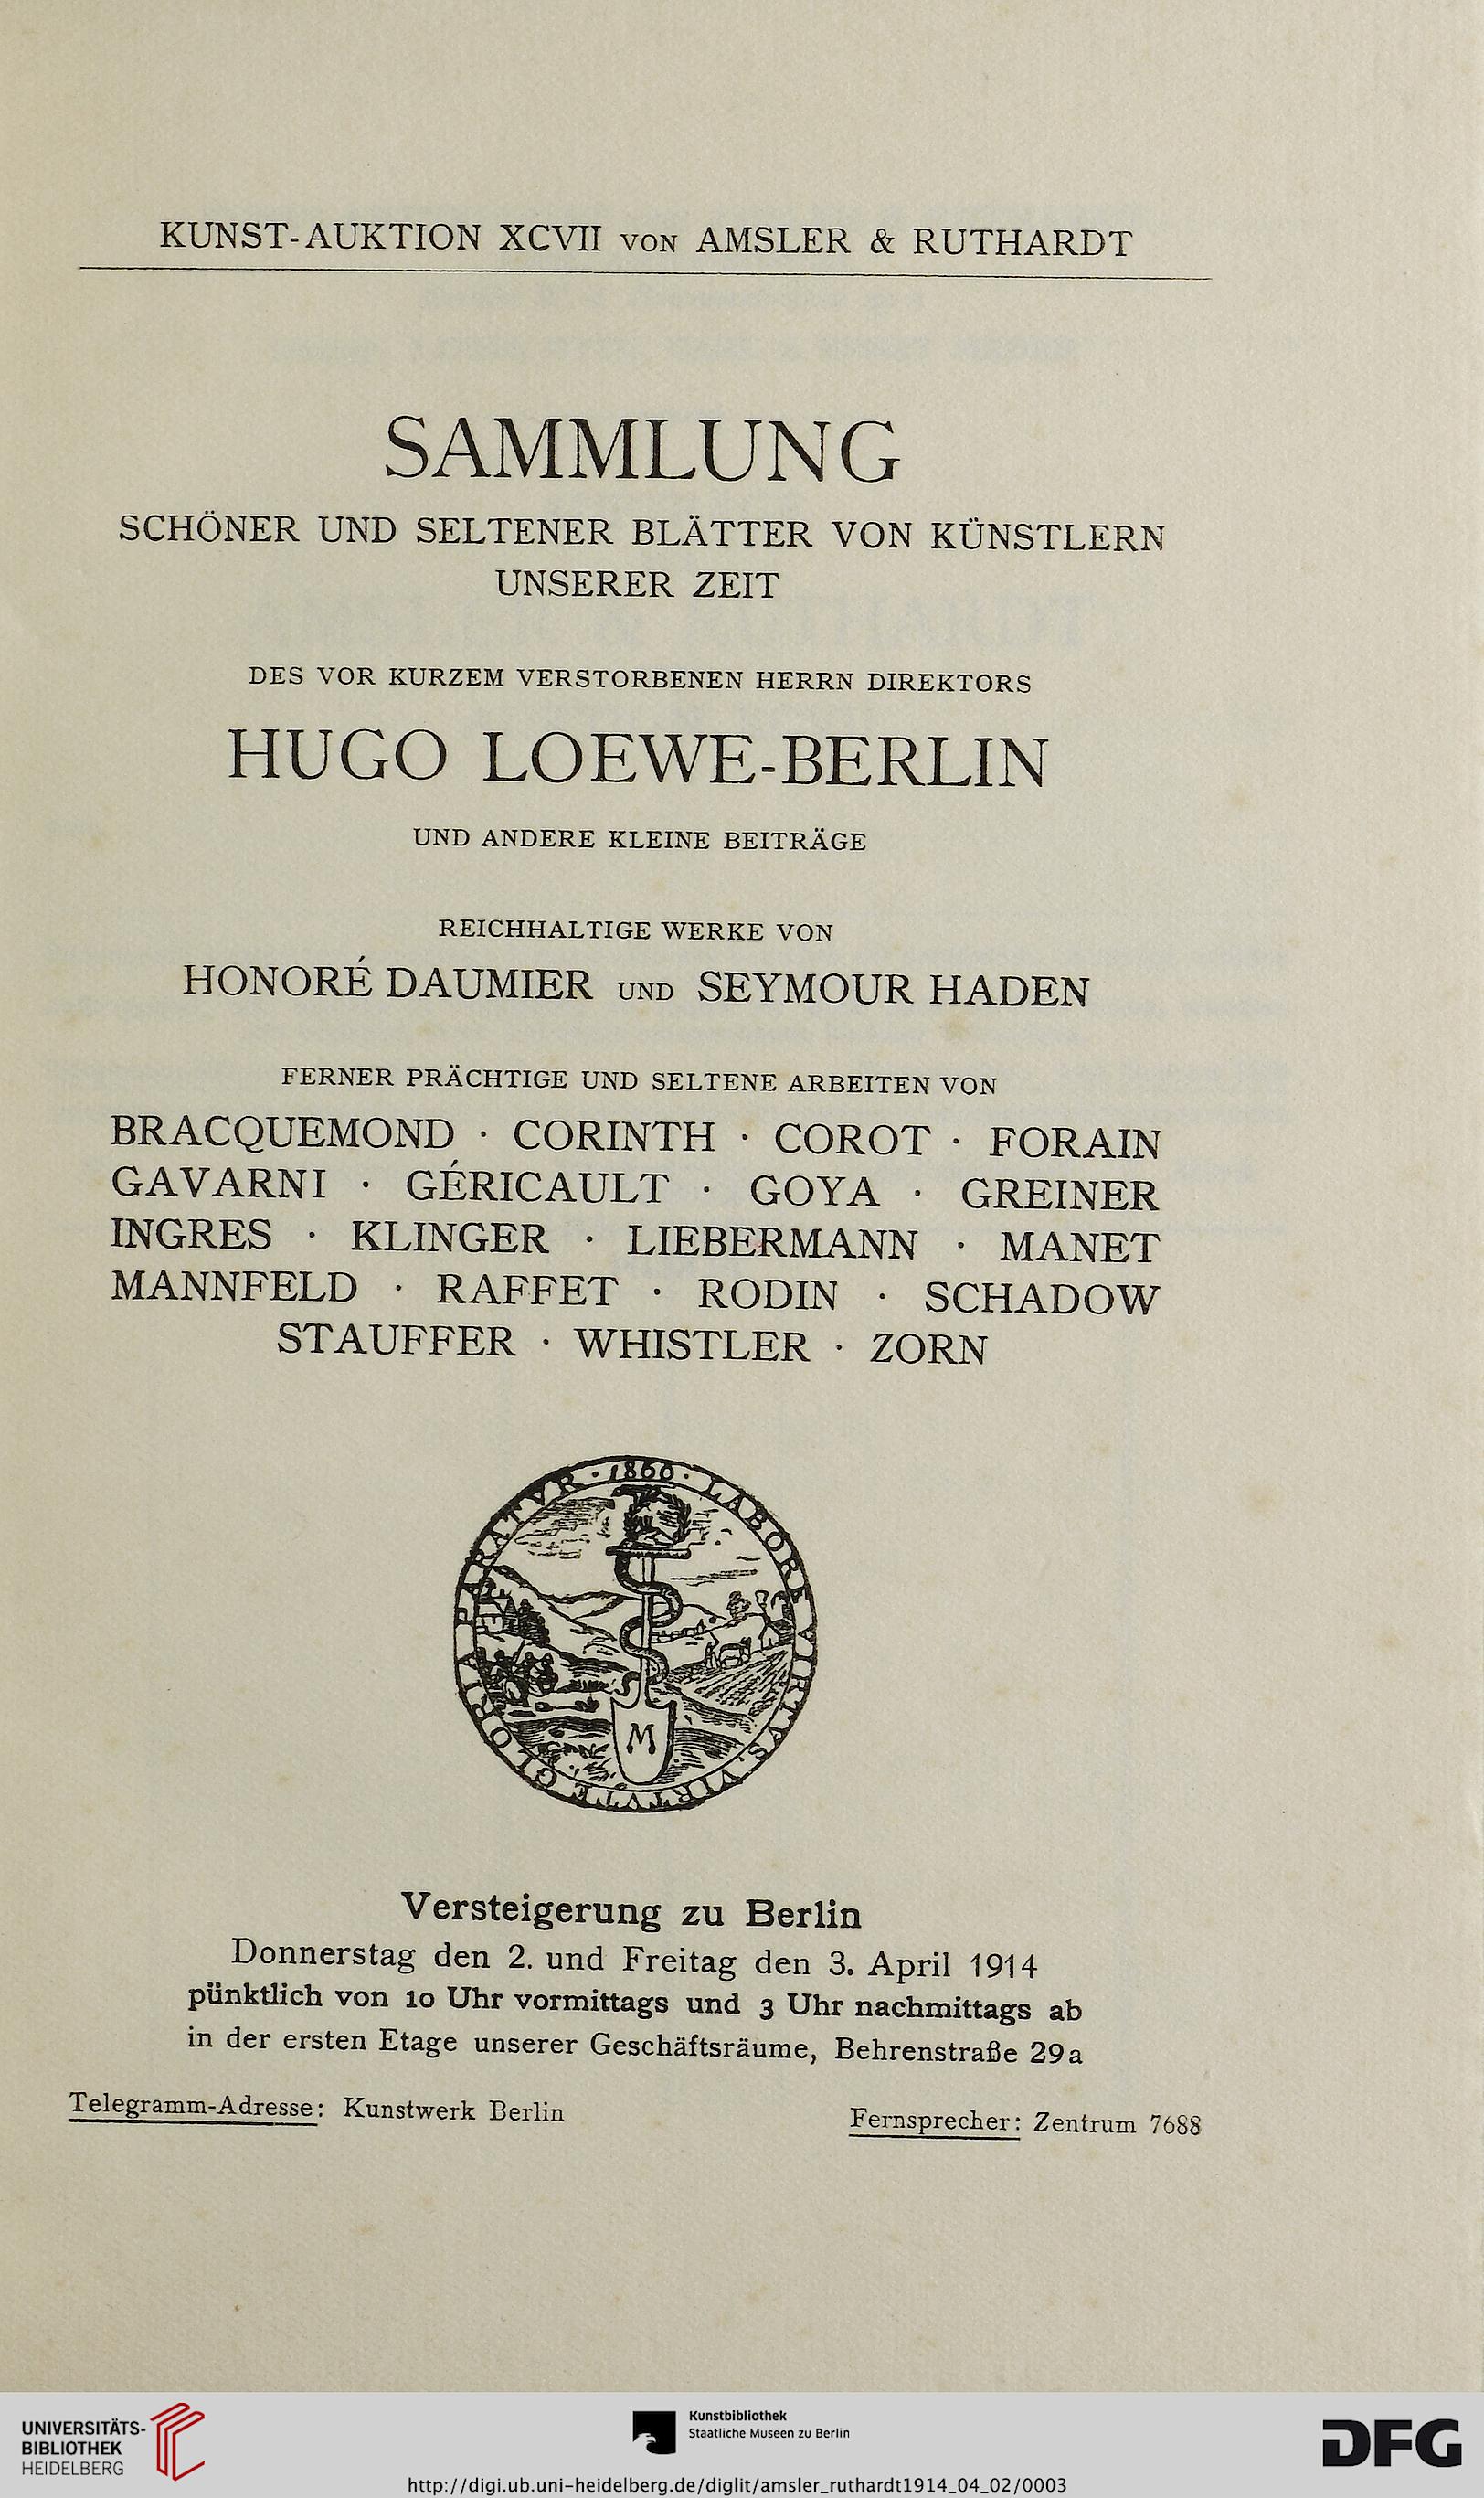 KUNST-AUKTION XCVII VON AMSLER & RUTHARDT
SAMMLUNG
SCHÖNER UND SELTENER BLÄTTER VON KÜNSTLERN
UNSERER ZEIT
DES VOR KURZEM VERSTORBENEN HERRN DIREKTORS
HUGO LOEWE-BERLIN
UND ANDERE KLEINE BEITRÄGE
REICHHALTIGE WERKE VON
HONORÉ DAUMIER UND SEYMOUR HADEN
FERNER PRÄCHTIGE UND SELTENE ARBEITEN VON
BRACQUEMOND · CORINTH · COROT · FORAIN
GAVARNI · GÉRICAULT · GOYA · GREINER
INGRES · KLINGER · LIEBERMANN · MANET
MANNFELD · RAFFET · RODIN · SCHADOW
STAUFFER · WHISTLER · ZORN
· 1860 · LABORE VIRTVS · VIRTVTE GLORIA PARATVR
M
Versteigerung zu Berlin
Donnerstag den 2. und Freitag den 3. April 1914
pünktlich von 10 Uhr vormittags und 3 Uhr nachmittags ab
in der ersten Etage unserer Geschäftsräume, Behrenstraße 29a
Telegramm-Adresse: Kunstwerk Berlin
Fernsprecher: Zentrum 7688
UNIVERSITÄTS-
BIBLIOTHEK
HEIDELBERG
Kunstbibliothek
Staatliche Museen zu Berlin
DFG
http://digi.ub.uni-heidelberg.de/diglit/amsler_ruthardt1914_04_02/0003